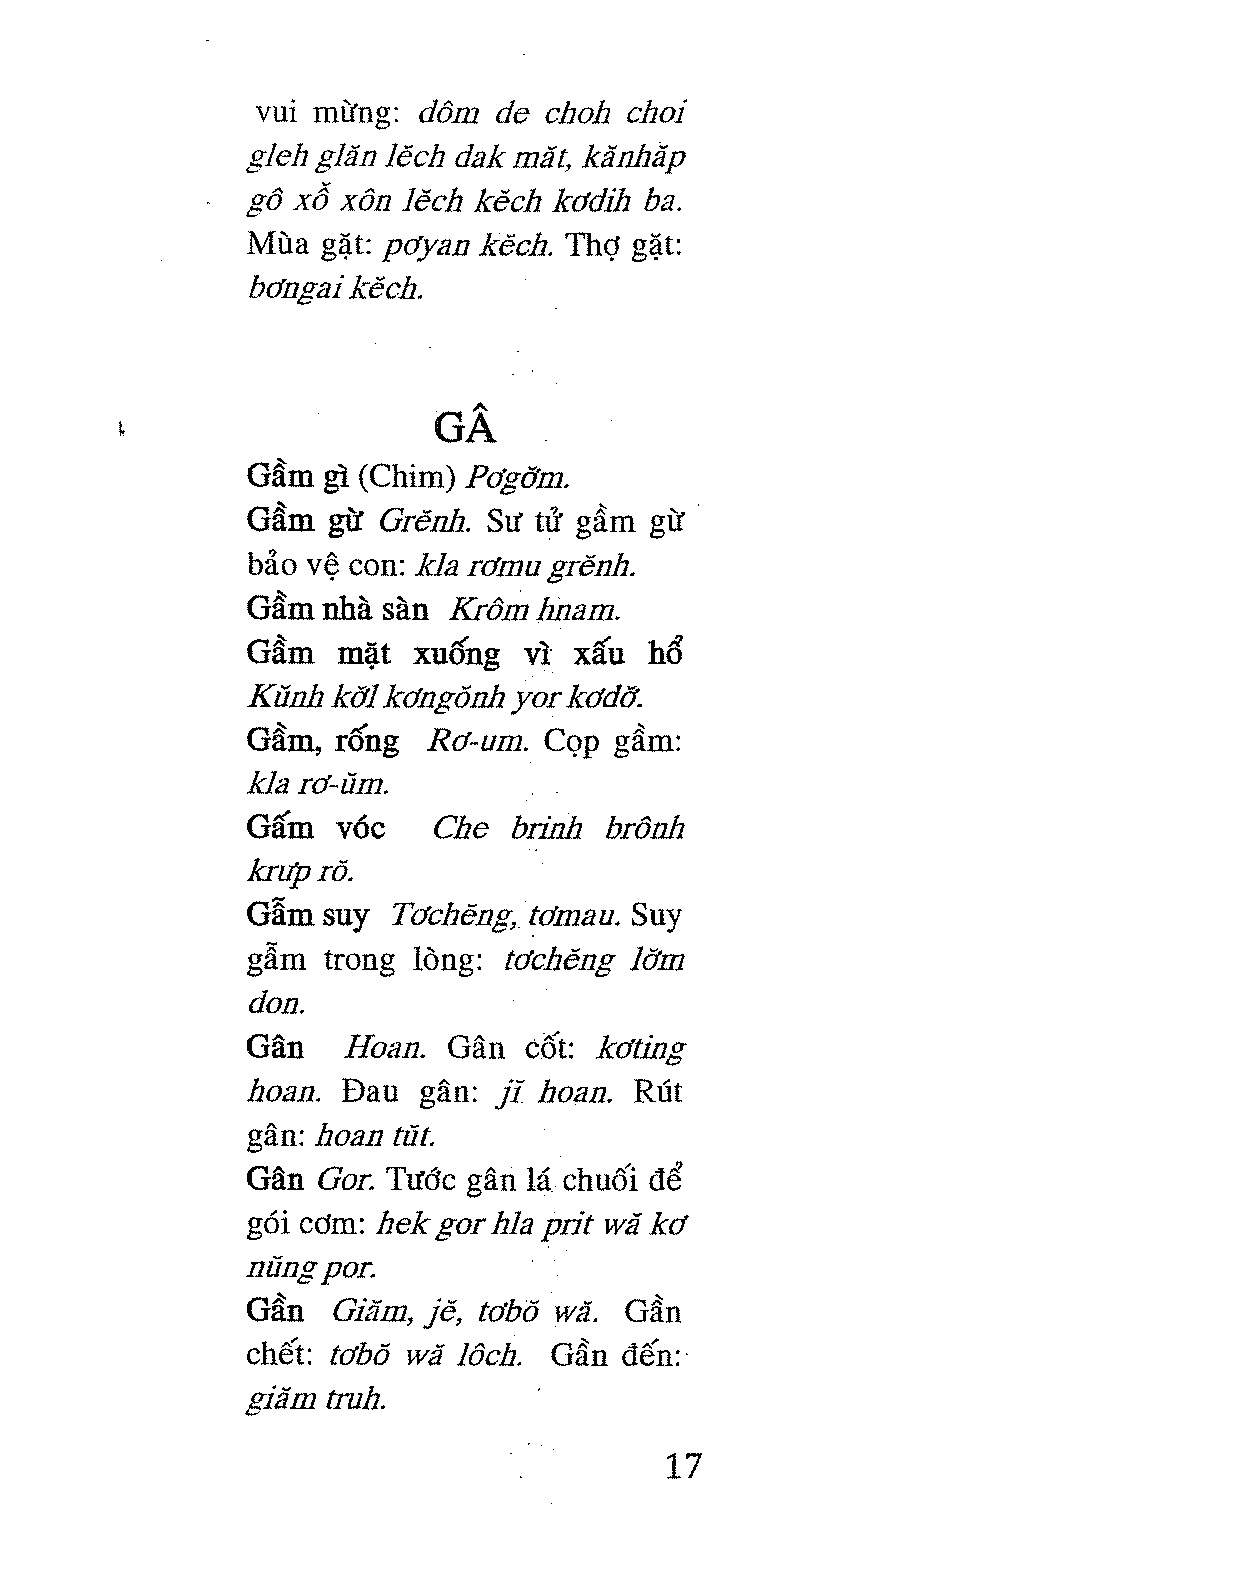 vui mừng: dôm de choh choi
gleh glăn lĕch dak măt, kănhăp
gô xỗ xôn lĕch kĕch kơdih ba.
Mùa gặt: pơyan kĕch. Thợ gặt:
bơngai kĕch.
GÂ
Gầm gì (Chim) Pơgơ̆m.
Gầm gừ Grĕnh. Sư tử gầm gừ
bảo vệ con: kla rơmu grĕnh.
Gầm nhà sàn Krôm hnam.
Gầm mặt xuống vì xấu hổ
Kŭnh kơ̆l kơngŏnh yor kơdơ̆.
Gầm, rống Rơ-um. Cọp gầm:
kla rơ-ŭm.
Gấm vóc Che brinh brônh
krưp rŏ.
Gẫm suy Tơchĕng, tơmau. Suy
gẫm trong lòng: tơchĕng lơ̆m
don.
Gân Hoan. Gân cốt: kơting
hoan. Đau gân: jĭ hoan. Rút
gân: hoan tŭt.
Gân Gor. Tước gân lá chuối để
gói cơm: hek gor hla prit wă kơ
nŭng por.
Gần Giăm, jĕ, tơbŏ wă. Gần
chết: tơbŏ wă lôch. Gần đến:
giăm truh.
17